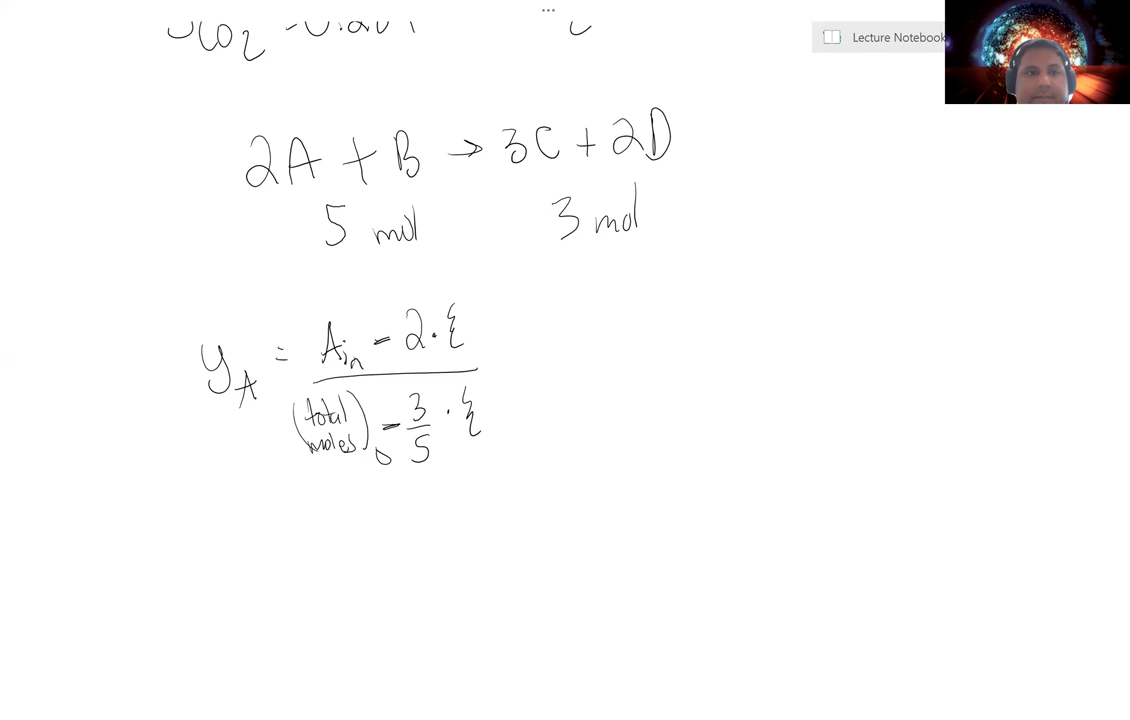 Lecture Notebook
2A + B → 3C + 2D
5 mol 3 mol
y_A = (A_in - 2 · ξ) / ((total moles)_0 - 3/5 · ξ)